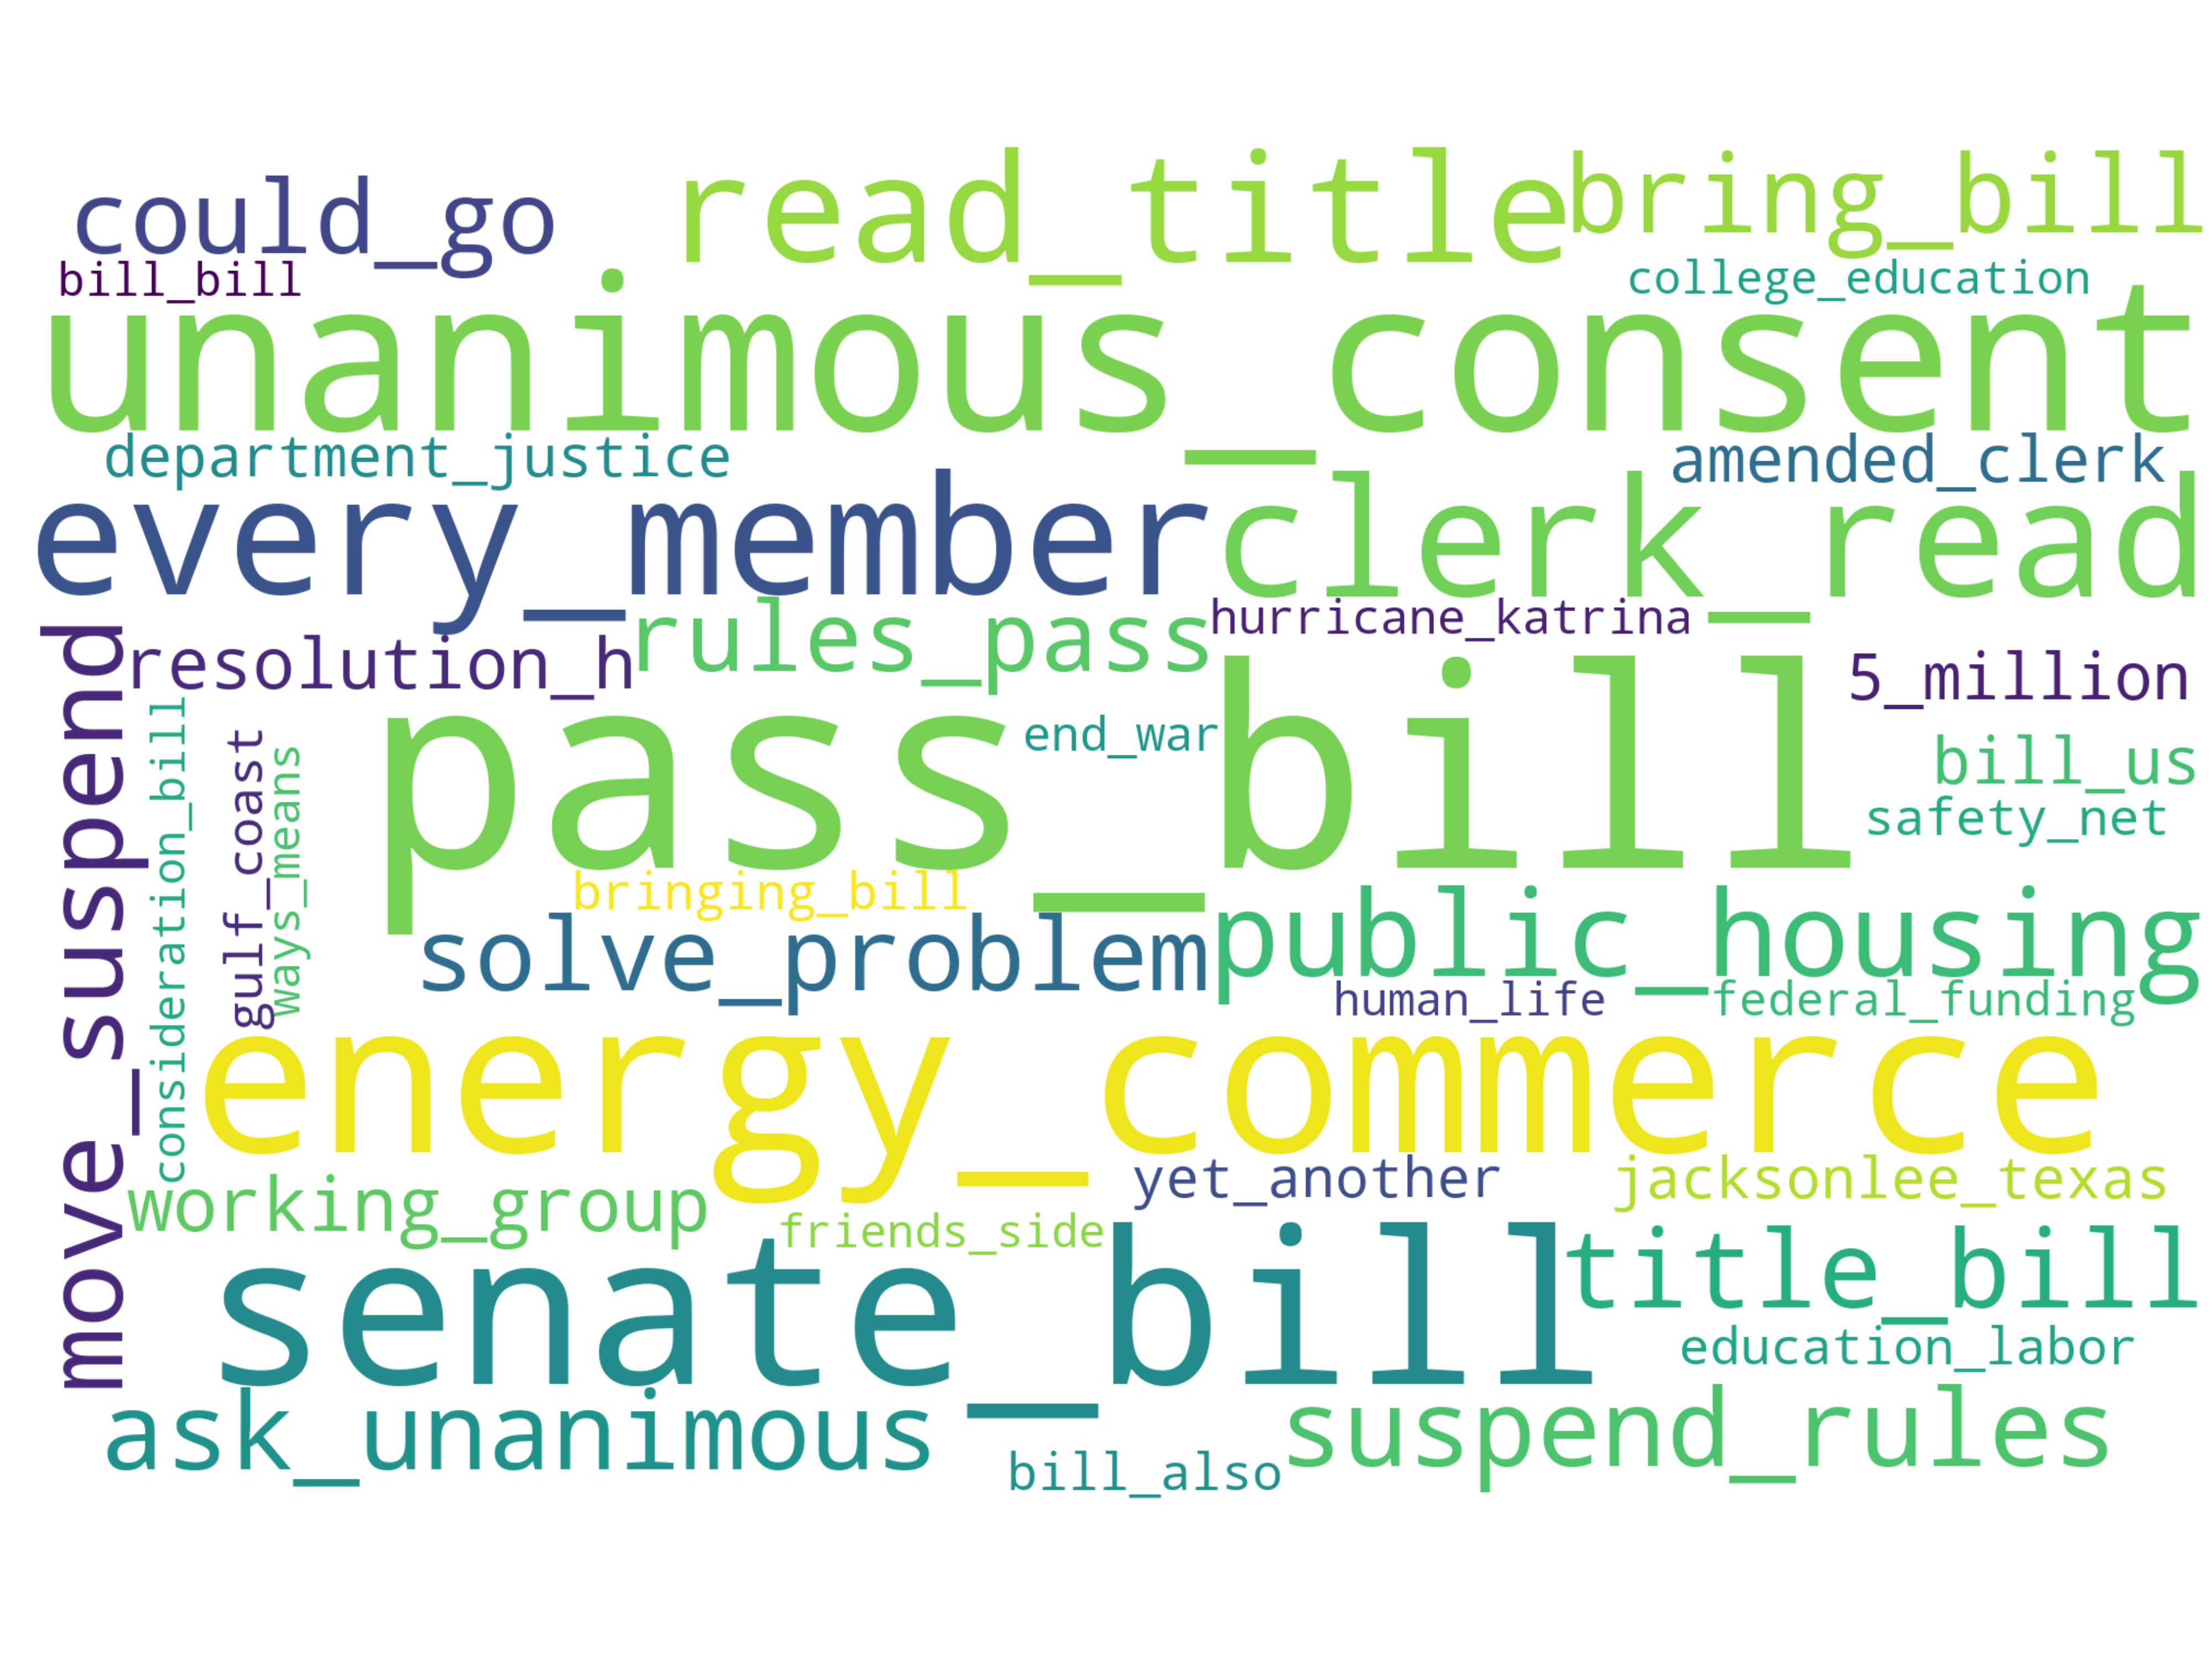 could_go
read_title
bring_bill
bill_bill
college_education
unanimous_consent
department_justice
amended_clerk
every_member
clerk_read
hurricane_katrina
rules_pass
resolution_h
move_suspend
5_million
pass_bill
end_war
bill_us
safety_net
consideration_bill
gulf_coast
ways_means
bringing_bill
solve_problem
public_housing
human_life
federal_funding
energy_commerce
working_group
yet_another
jacksonlee_texas
friends_side
senate_bill
title_bill
education_labor
ask_unanimous
bill_also
suspend_rules